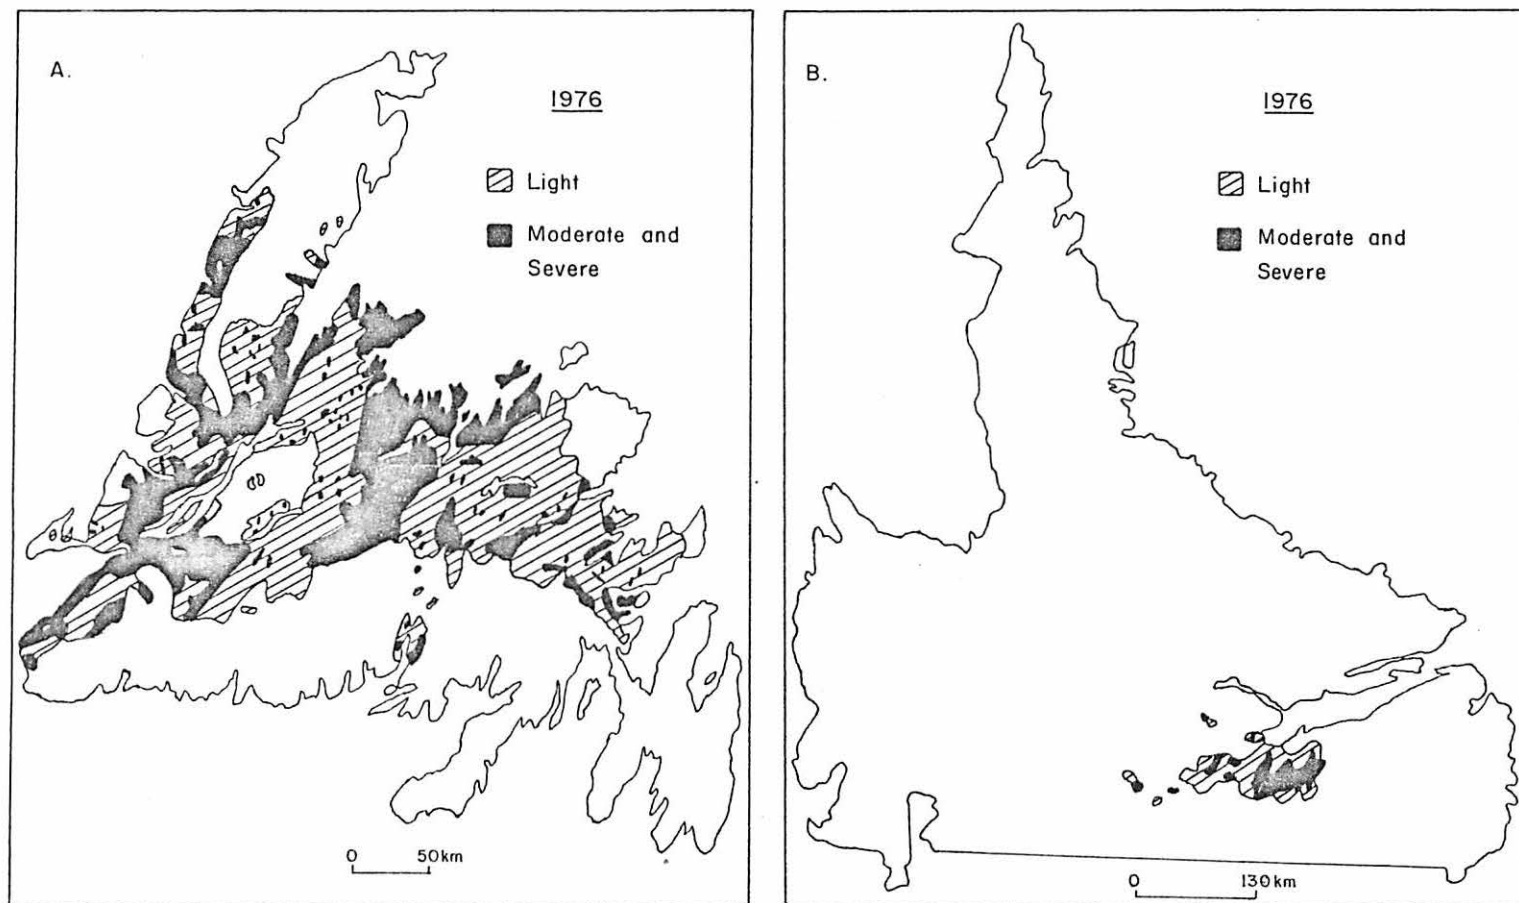 A.
1976
Light
Moderate and
Severe
0 50km
B.
1976
Light
Moderate and
Severe
0 130km